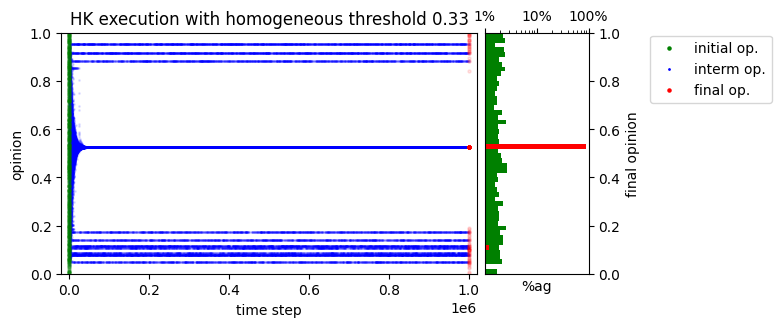 HK execution with homogeneous threshold 0.33
1% 10% 100%
initial op.
interm op.
final op.
1.0
0.8
0.6
0.4
0.2
0.0
opinion
0.0 0.2 0.4 0.6 0.8 1.0
1e6
time step
1.0
0.8
0.6
0.4
0.2
0.0
final opinion
%ag